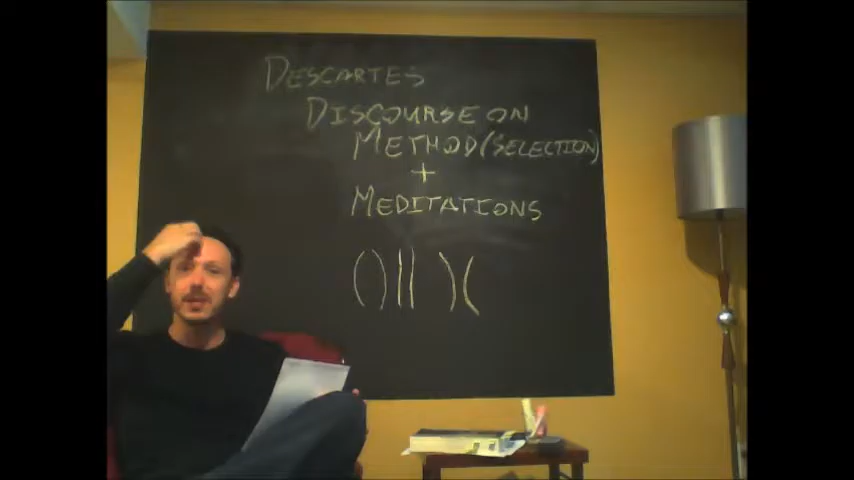 DESCARTES
DISCOURSE ON
METHOD (SELECTION)
+
MEDITATIONS
()|| )(